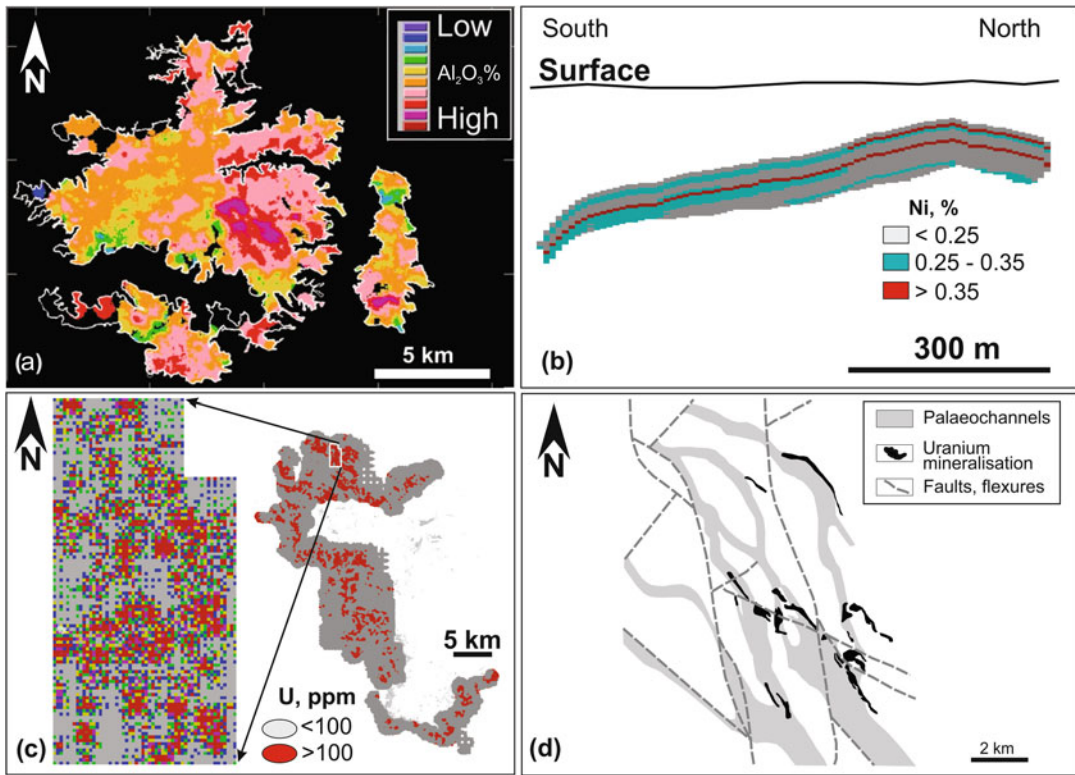 N
Low
Al₂O₃%
High
5 km
(a)
South North
Surface
Ni, %
< 0.25
0.25 - 0.35
> 0.35
300 m
(b)
N
5 km
U, ppm
<100
>100
(c)
N
Palaeochannels
Uranium
mineralisation
Faults, flexures
2 km
(d)